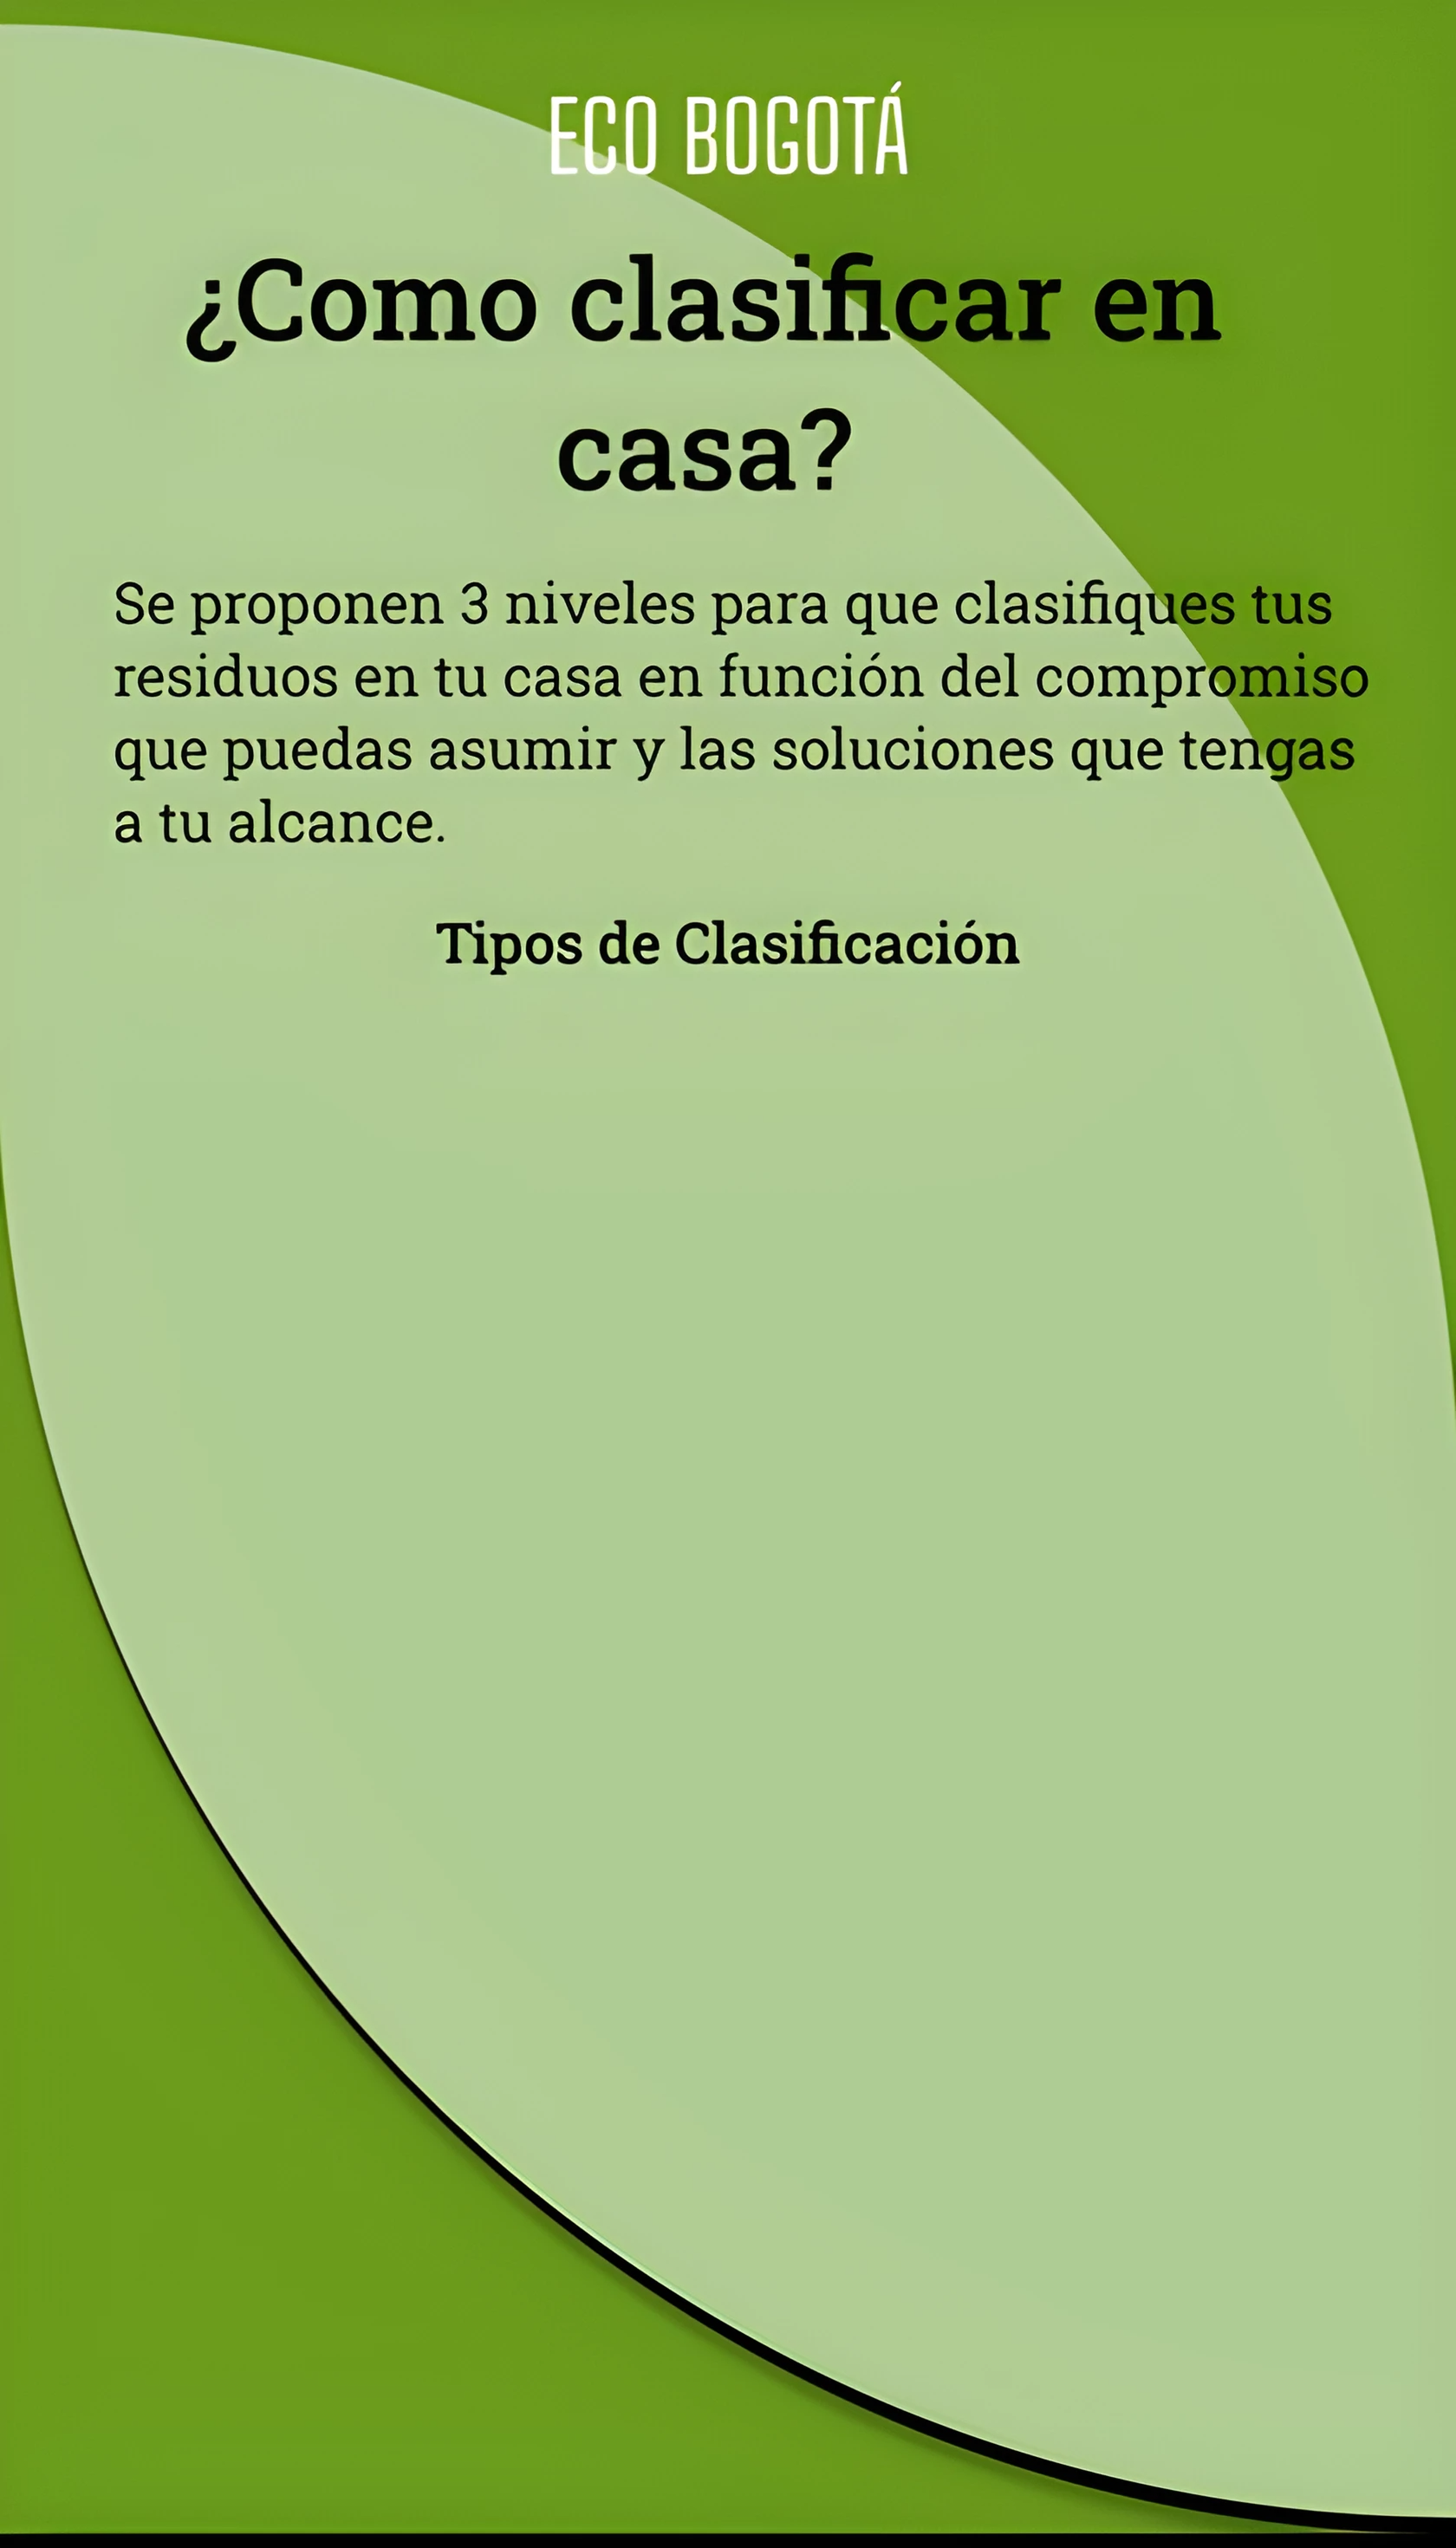 ECO BOGOTÁ
¿Como clasificar en
casa?
Se proponen 3 niveles para que clasifiques tus
residuos en tu casa en función del compromiso
que puedas asumir y las soluciones que tengas
a tu alcance.
Tipos de Clasificación